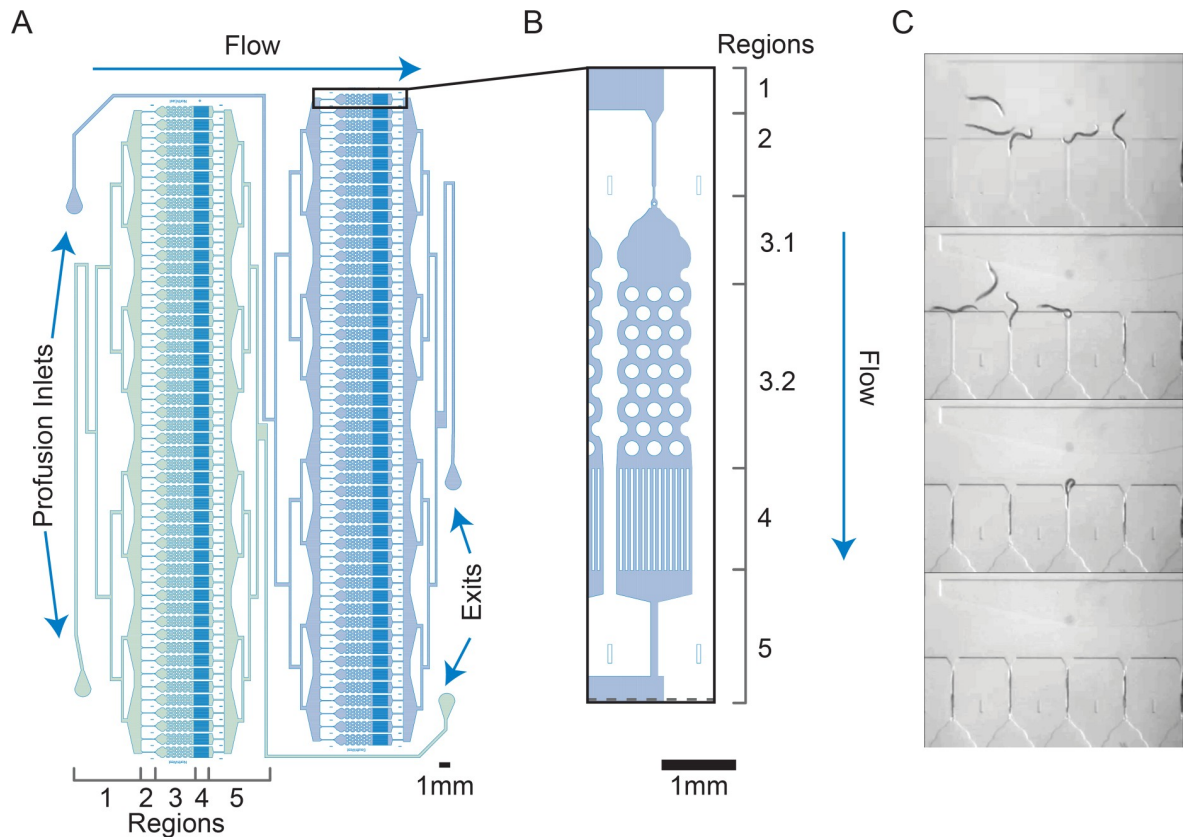 A
Flow
Profusion Inlets
Exits
1mm
1 2 3 4 5
Regions
B
Regions
1
2
3.1
3.2
4
5
Flow
1mm
C